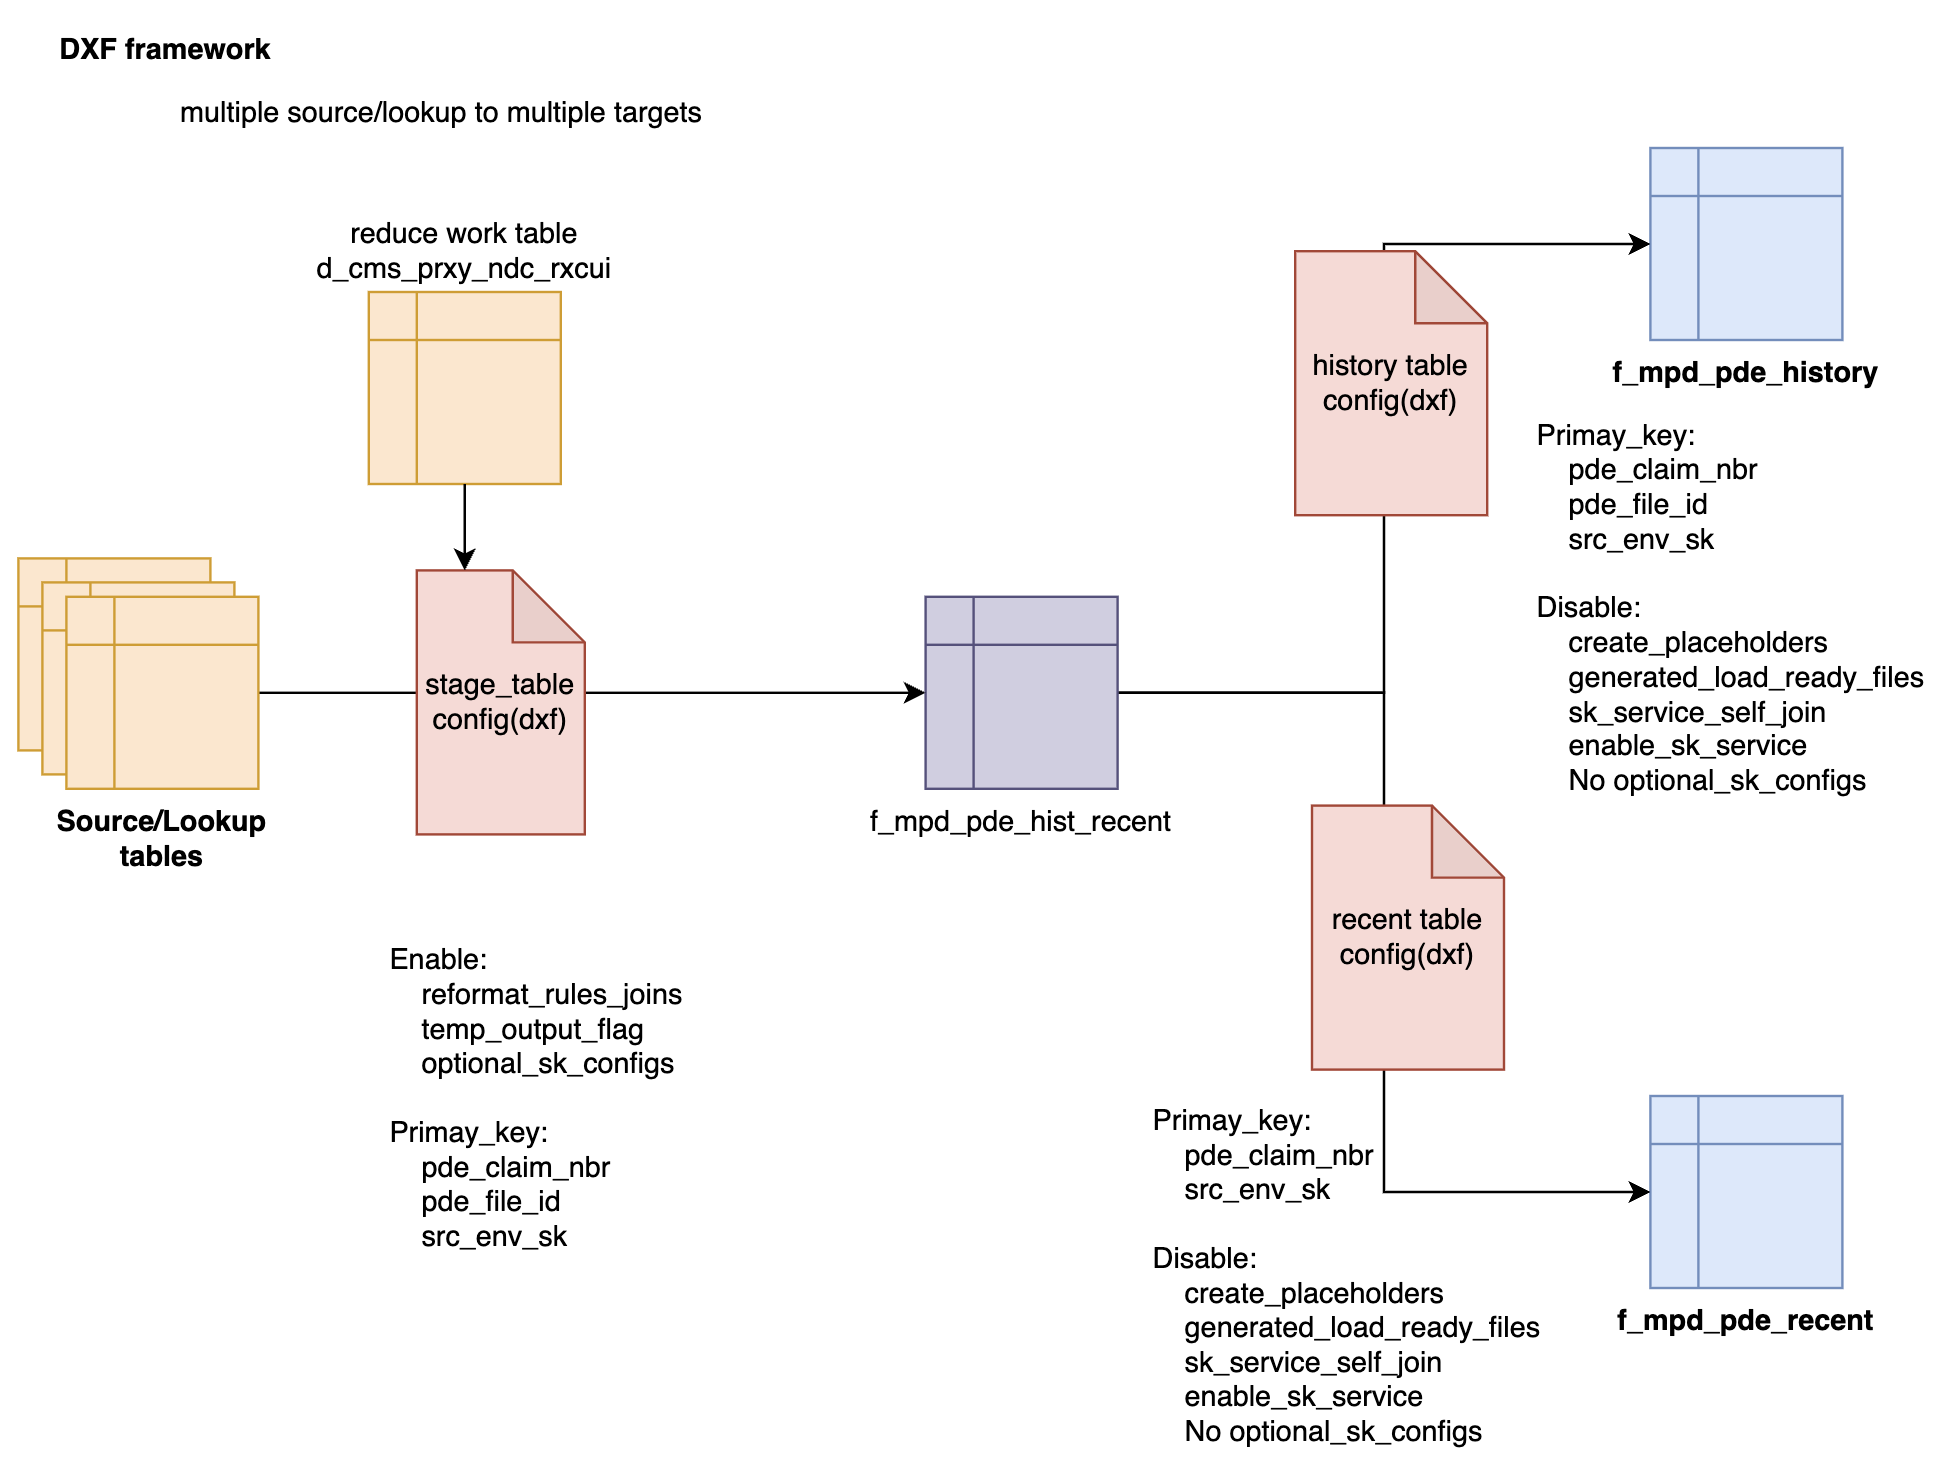 DXF framework
multiple source/lookup to multiple targets
reduce work table
d_cms_prxy_ndc_rxcui
stage_table
config(dxf)
Source/Lookup
tables
Enable:
reformat_rules_joins
temp_output_flag
optional_sk_configs
Primay_key:
pde_claim_nbr
pde_file_id
src_env_sk
f_mpd_pde_hist_recent
history table
config(dxf)
f_mpd_pde_history
Primay_key:
pde_claim_nbr
pde_file_id
src_env_sk
Disable:
create_placeholders
generated_load_ready_files
sk_service_self_join
enable_sk_service
No optional_sk_configs
recent table
config(dxf)
Primay_key:
pde_claim_nbr
src_env_sk
Disable:
create_placeholders
generated_load_ready_files
sk_service_self_join
enable_sk_service
No optional_sk_configs
f_mpd_pde_recent